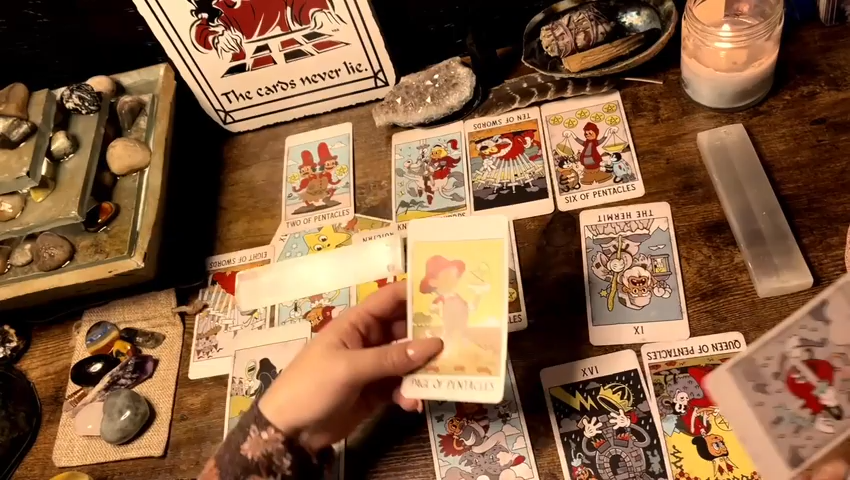 The cards never lie.
TEN OF SWORDS
SIX OF PENTACLES
TWO OF PENTACLES
THE HERMIT
EIGHT OF SWORDS
IX
PAGE OF PENTACLES
XVI
QUEEN OF PENTACLES